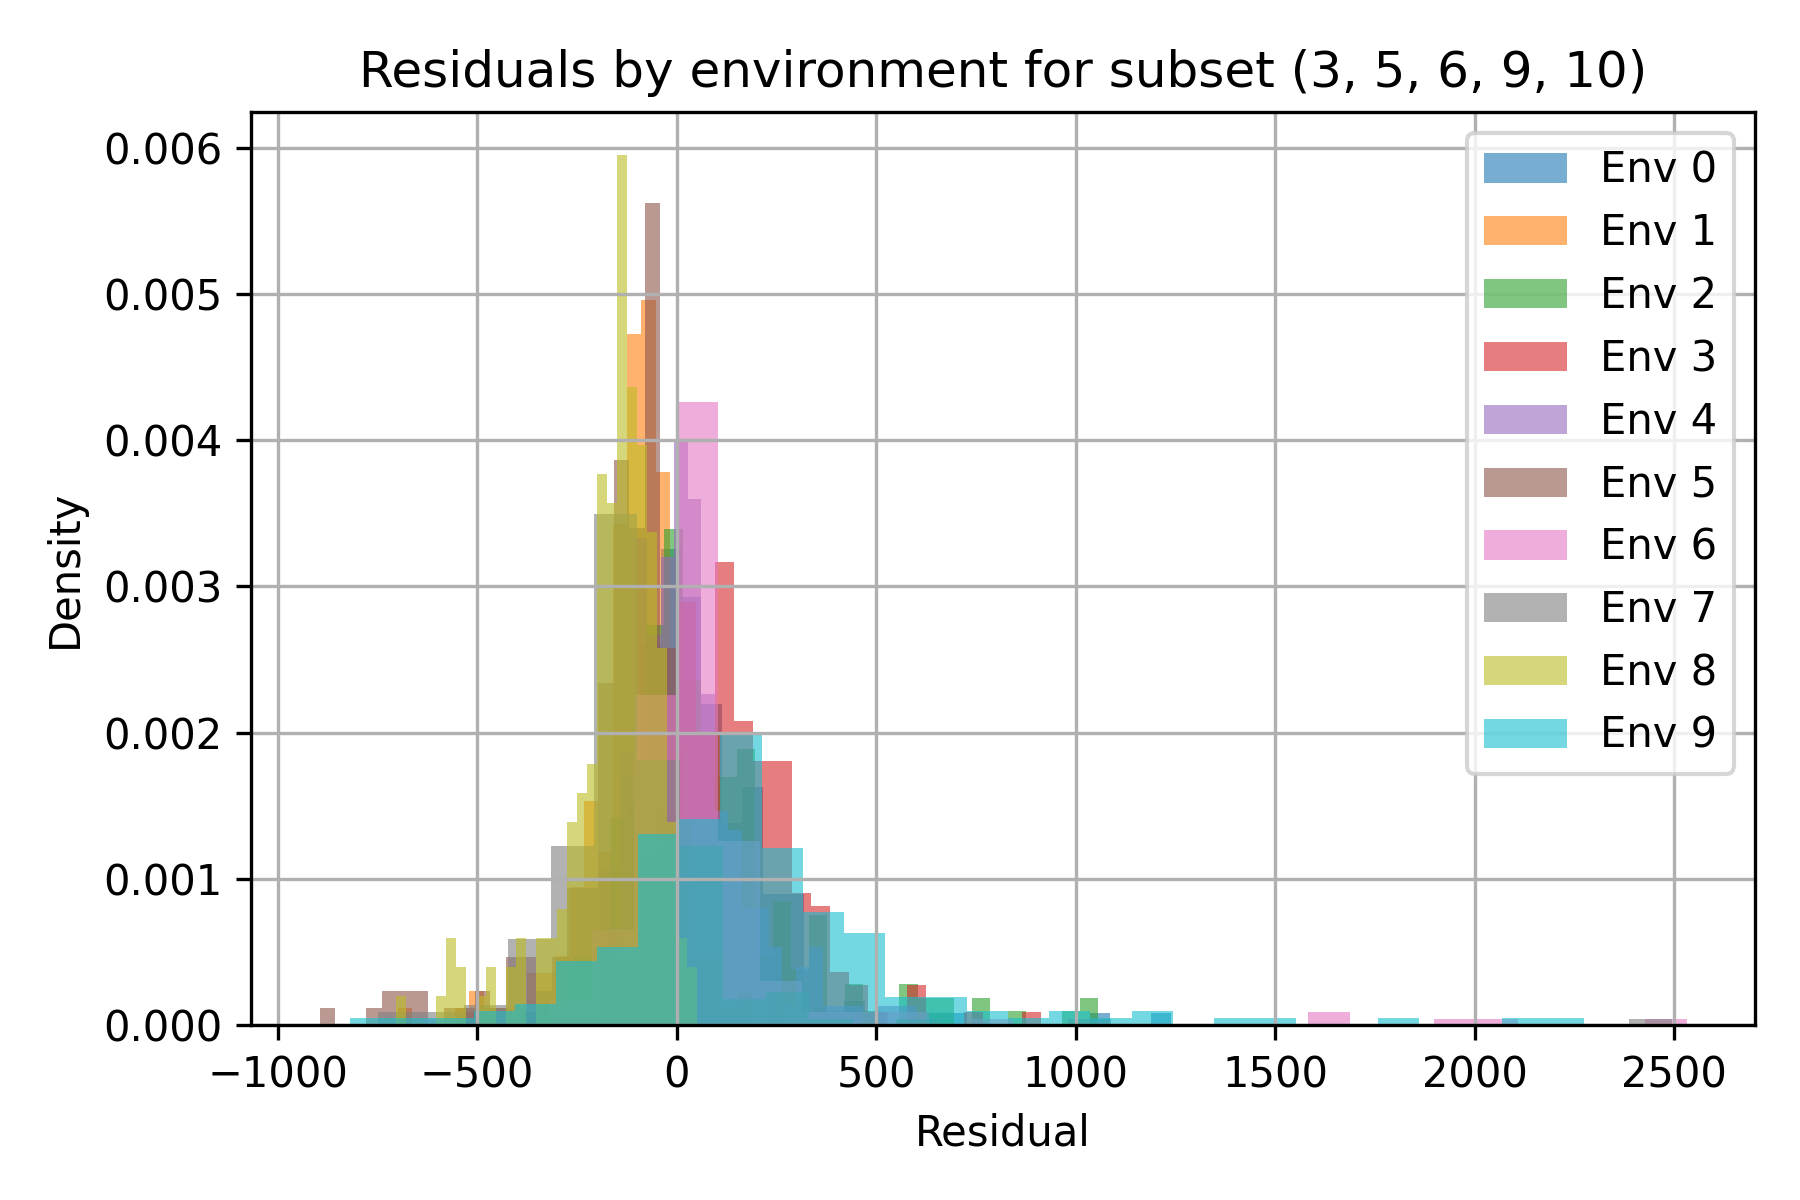 Residuals by environment for subset (3, 5, 6, 9, 10)
0.006
0.005
0.004
0.003
0.002
0.001
0.000
Density
−1000
−500
0
500
1000
1500
2000
2500
Residual
Env 0
Env 1
Env 2
Env 3
Env 4
Env 5
Env 6
Env 7
Env 8
Env 9